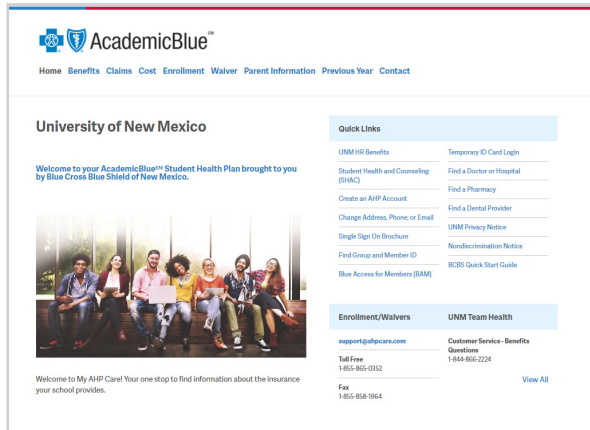 AcademicBlue℠
Home Benefits Claims Cost Enrollment Waiver Parent Information Previous Year Contact
University of New Mexico
Welcome to your AcademicBlue℠ Student Health Plan brought to you
by Blue Cross Blue Shield of New Mexico.
Welcome to My AHP Care! Your one stop to find information about the insurance
your school provides.
Quick Links
UNM HR Benefits
Student Health and Counseling
(SHAC)
Create an AHP Account
Change Address, Phone, or Email
Single Sign On Brochure
Find Group and Member ID
Blue Access for Members (BAM)
Temporary ID Card Login
Find a Doctor or Hospital
Find a Pharmacy
Find a Dental Provider
UNM Privacy Notice
Nondiscrimination Notice
BCBS Quick Start Guide
Enrollment/Waivers
support@ahpcare.com
Toll Free
1-855-865-0352
Fax
1-855-858-1964
UNM Team Health
Customer Service - Benefits
Questions
1-844-866-2224
View All